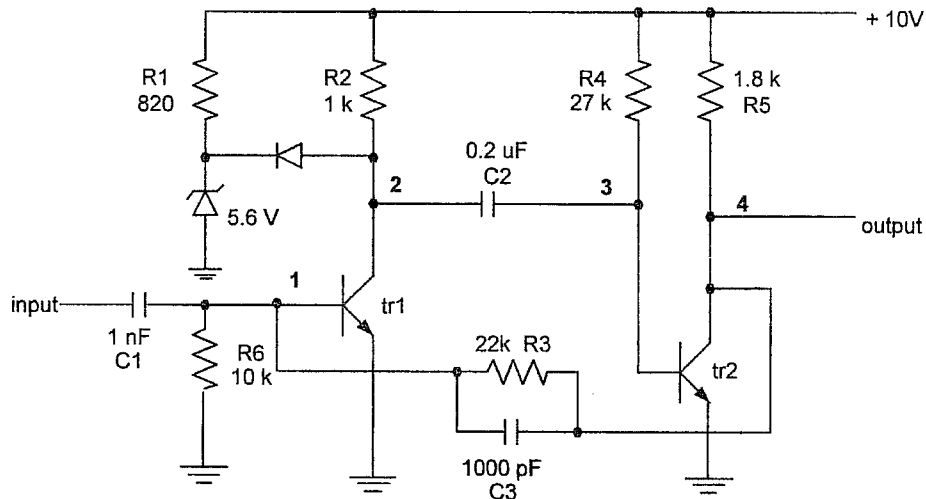 + 10V
R1
820
R2
1 k
R4
27 k
1.8 k
R5
0.2 uF
C2
2
3
4
5.6 V
output
1
input
tr1
1 nF
C1
R6
10 k
22k R3
tr2
1000 pF
C3